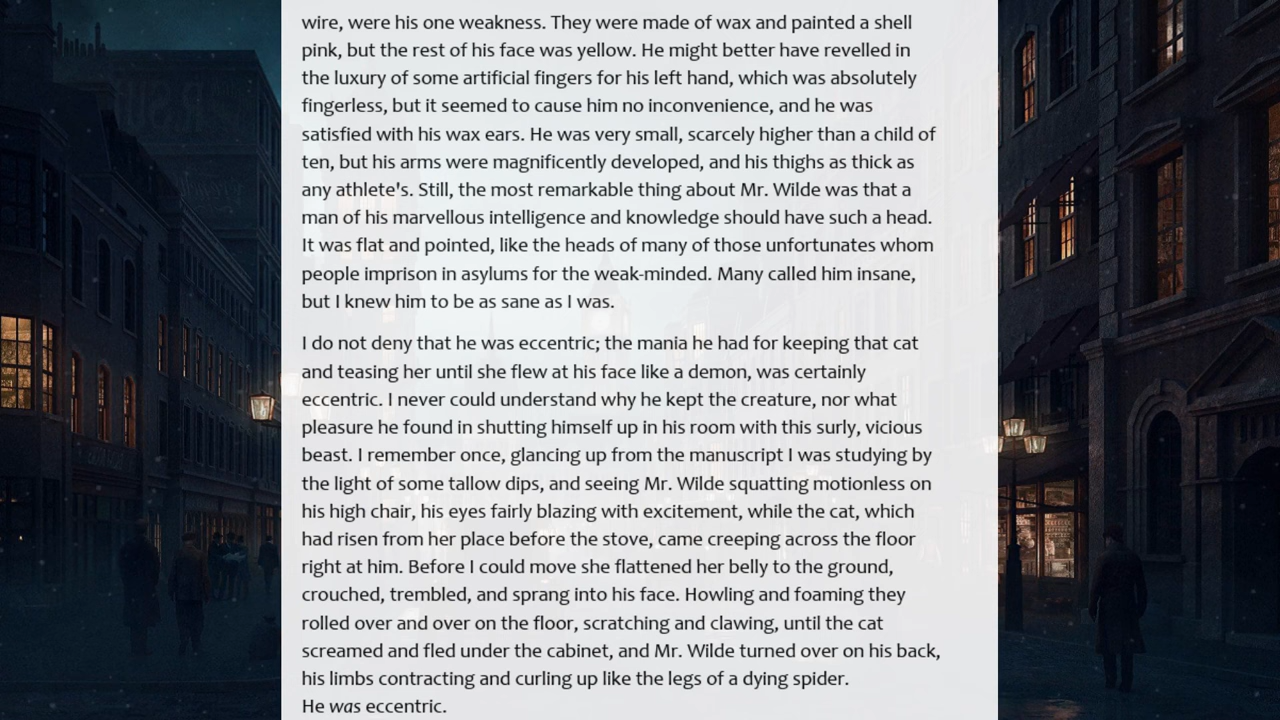 wire, were his one weakness. They were made of wax and painted a shell
pink, but the rest of his face was yellow. He might better have revelled in
the luxury of some artificial fingers for his left hand, which was absolutely
fingerless, but it seemed to cause him no inconvenience, and he was
satisfied with his wax ears. He was very small, scarcely higher than a child of
ten, but his arms were magnificently developed, and his thighs as thick as
any athlete's. Still, the most remarkable thing about Mr. Wilde was that a
man of his marvellous intelligence and knowledge should have such a head.
It was flat and pointed, like the heads of many of those unfortunates whom
people imprison in asylums for the weak-minded. Many called him insane,
but I knew him to be as sane as I was.
I do not deny that he was eccentric; the mania he had for keeping that cat
and teasing her until she flew at his face like a demon, was certainly
eccentric. I never could understand why he kept the creature, nor what
pleasure he found in shutting himself up in his room with this surly, vicious
beast. I remember once, glancing up from the manuscript I was studying by
the light of some tallow dips, and seeing Mr. Wilde squatting motionless on
his high chair, his eyes fairly blazing with excitement, while the cat, which
had risen from her place before the stove, came creeping across the floor
right at him. Before I could move she flattened her belly to the ground,
crouched, trembled, and sprang into his face. Howling and foaming they
rolled over and over on the floor, scratching and clawing, until the cat
screamed and fled under the cabinet, and Mr. Wilde turned over on his back,
his limbs contracting and curling up like the legs of a dying spider.
He was eccentric.